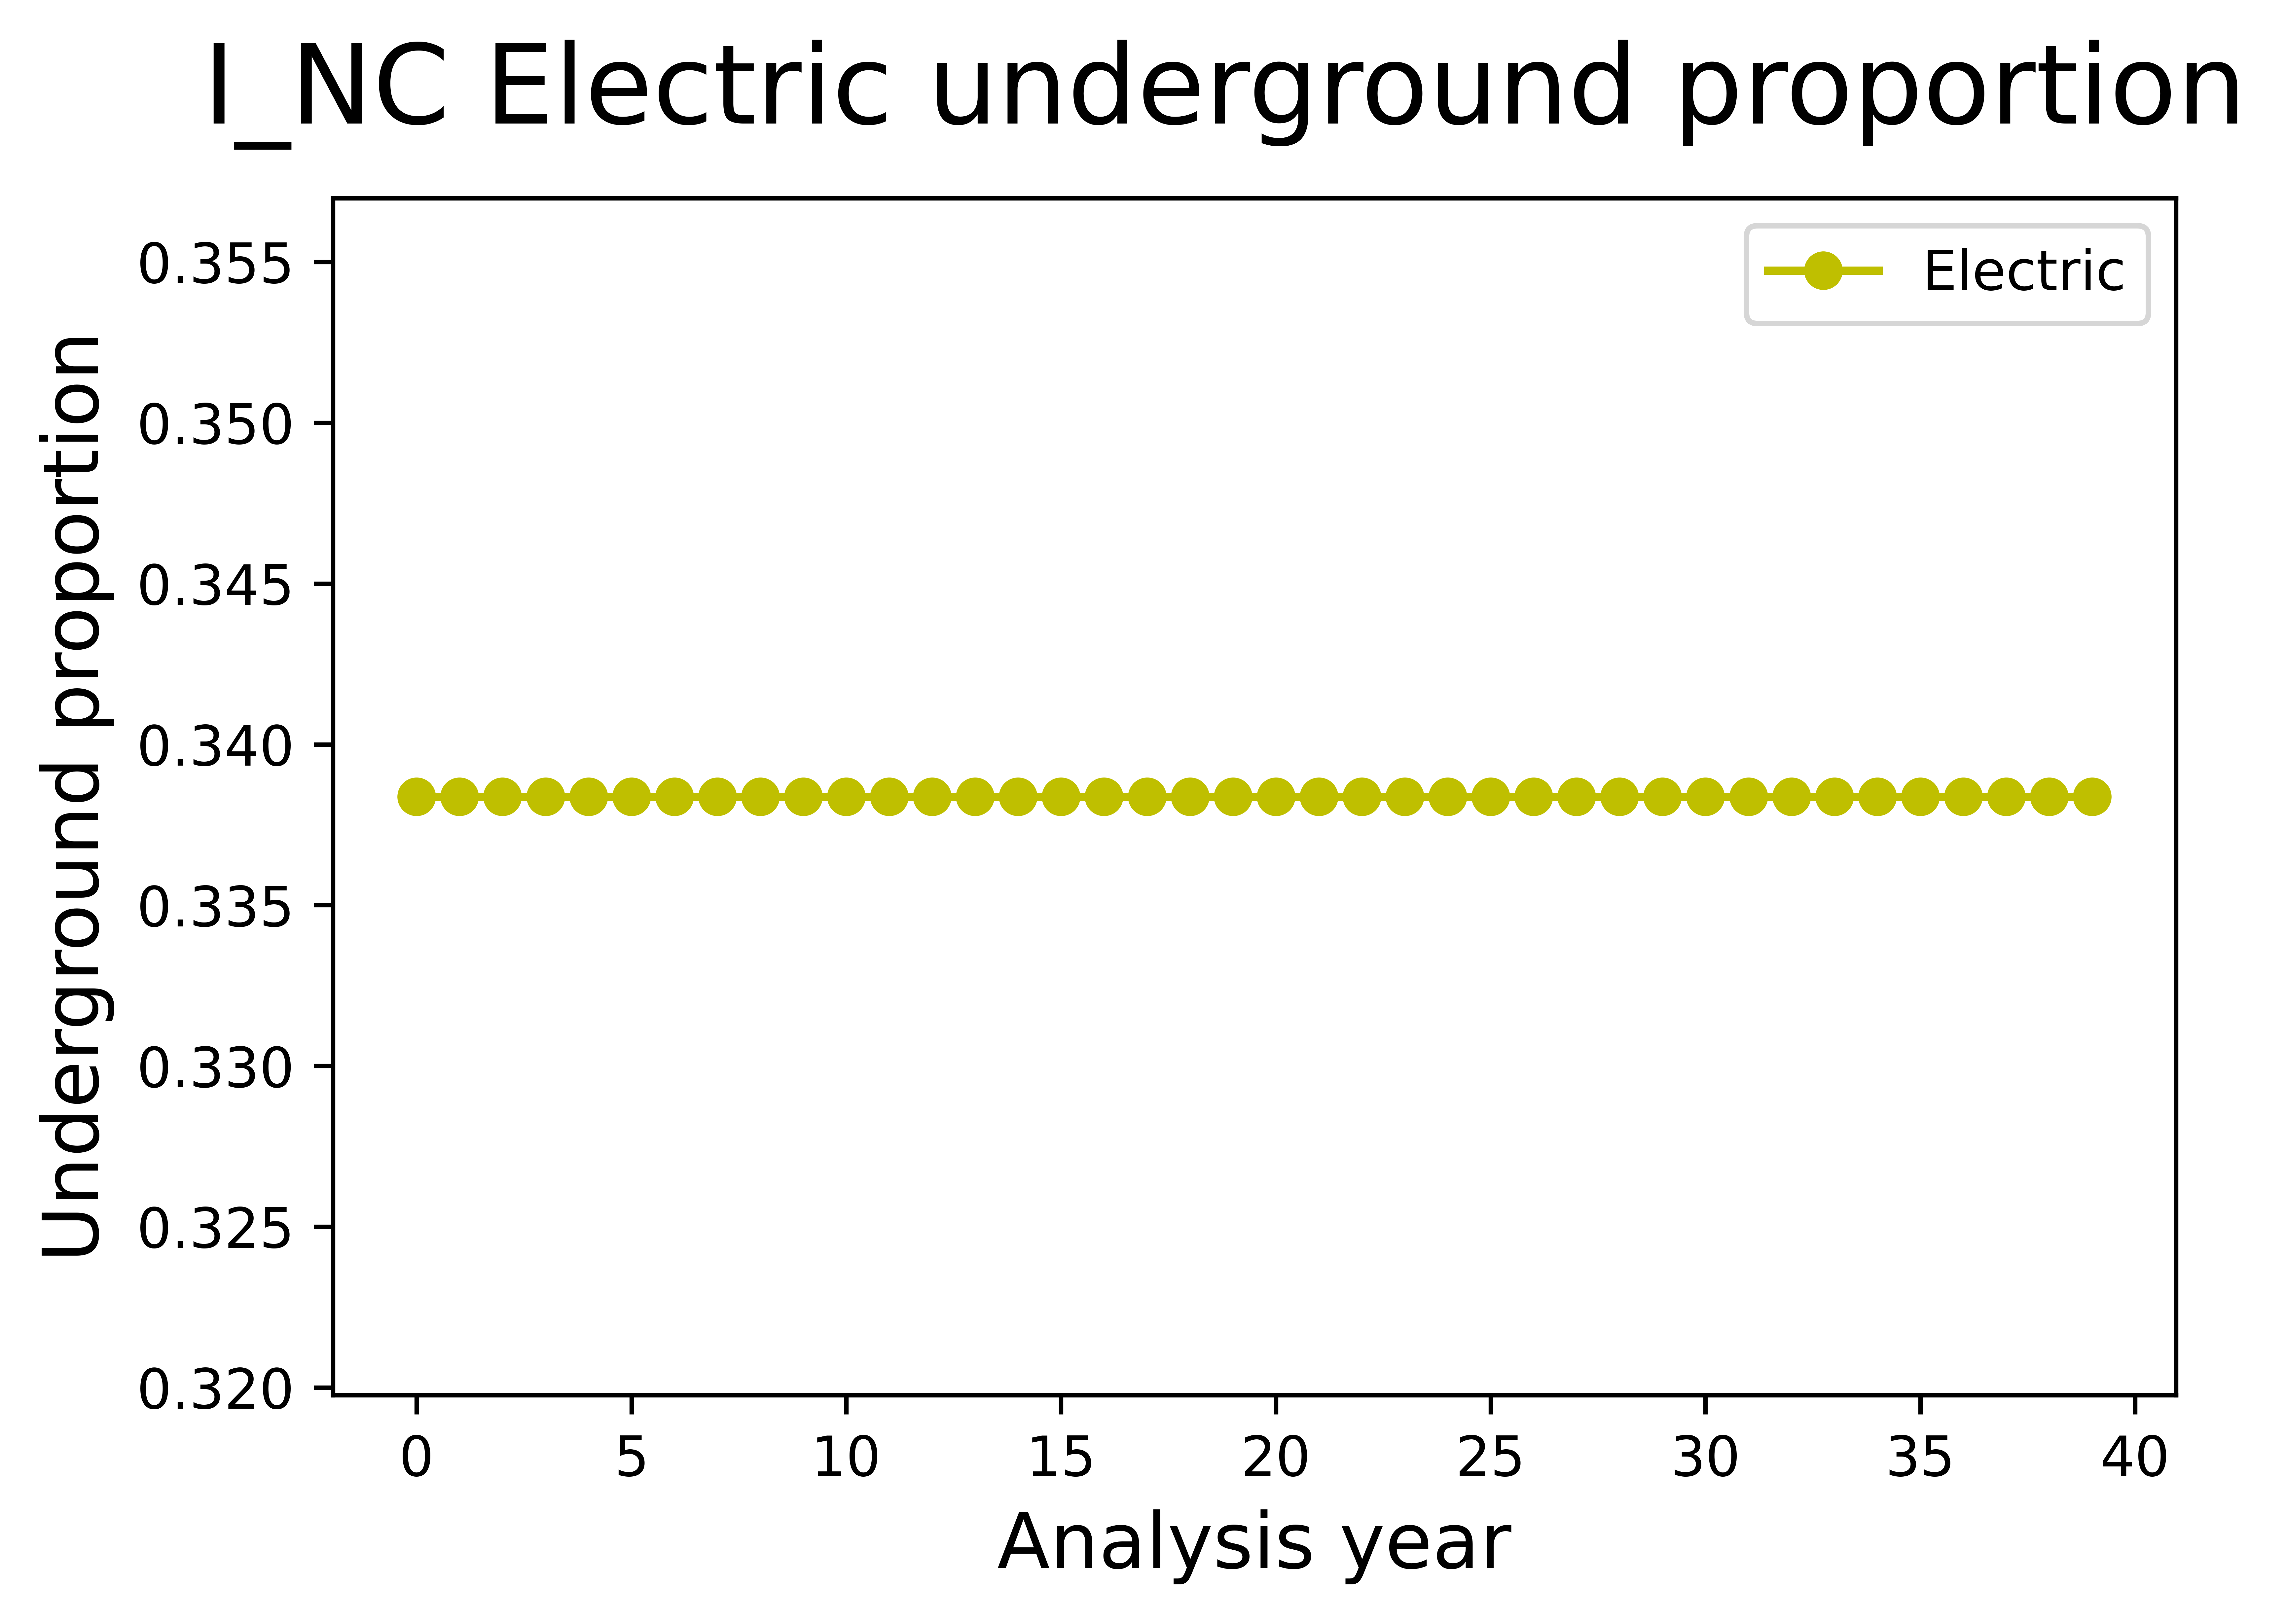 I_NC Electric underground proportion
Electric
Underground proportion
0.355
0.350
0.345
0.340
0.335
0.330
0.325
0.320
0 5 10 15 20 25 30 35 40
Analysis year